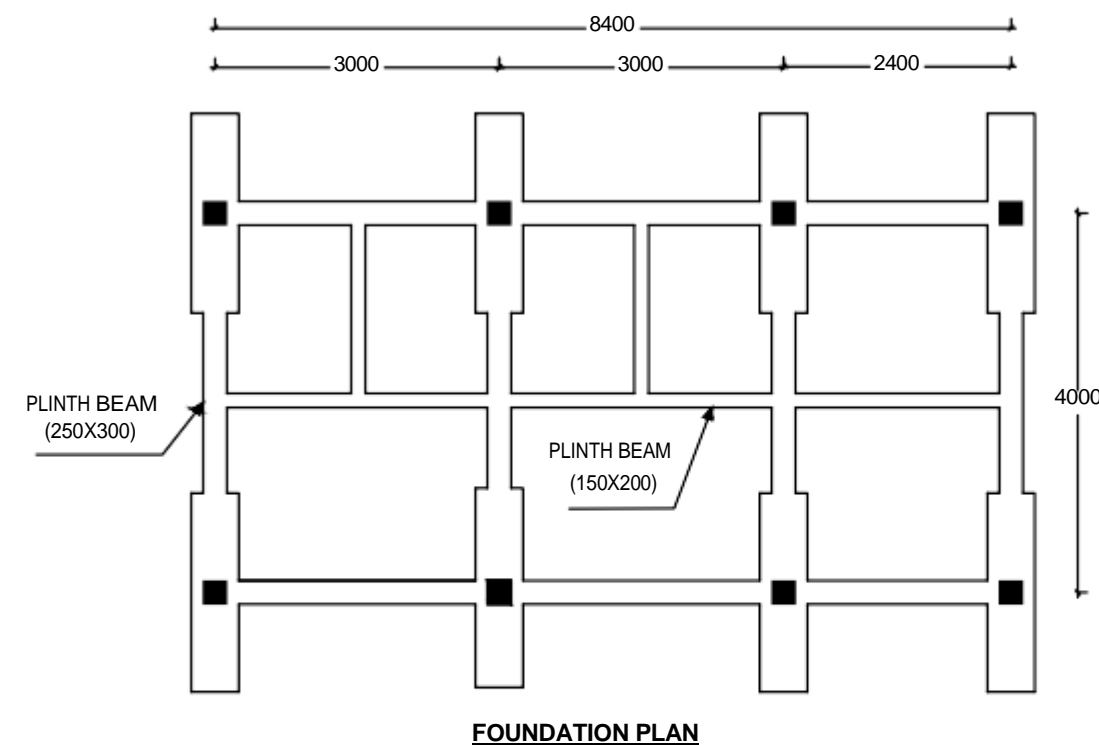 8400
3000
3000
2400
4000
PLINTH BEAM
(250X300)
PLINTH BEAM
(150X200)
FOUNDATION PLAN